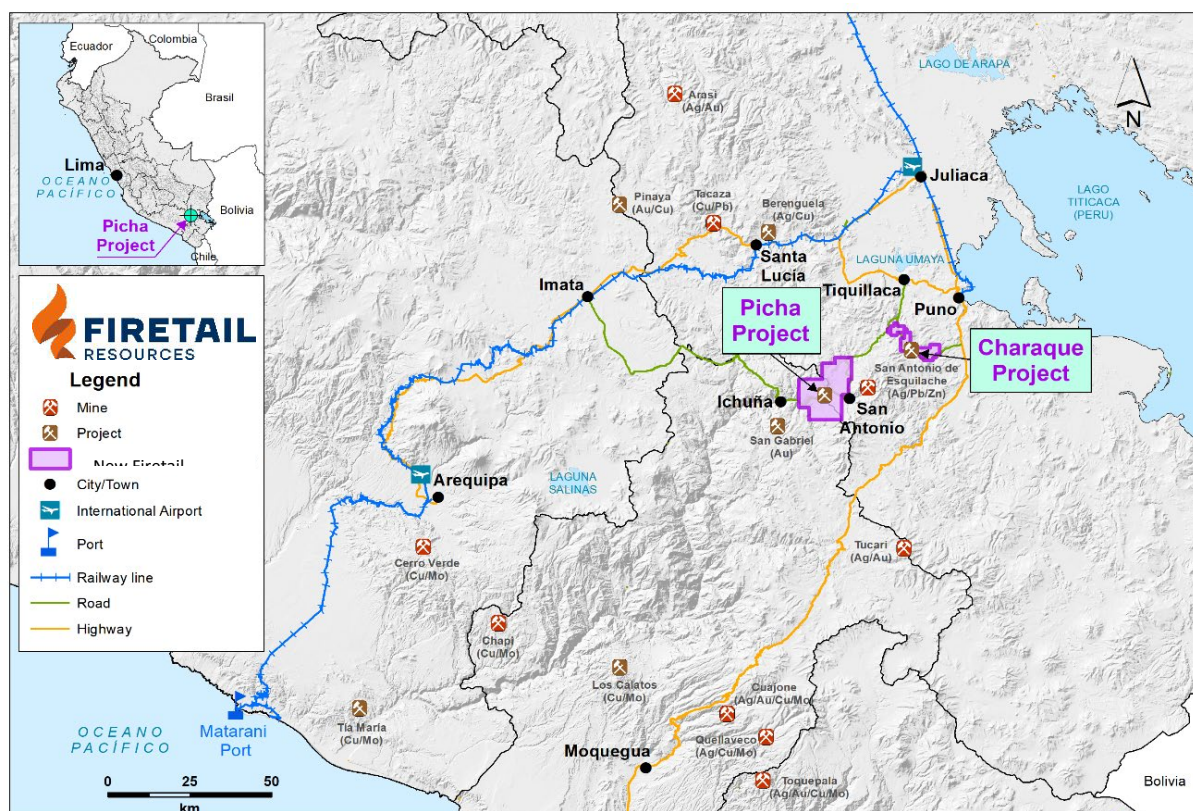 Ecuador
Colombia
Brasil
Lima
OCEANO
PACÍFICO
Bolivia
Picha
Project
Chile
FIRETAIL
RESOURCES
Legend
Mine
Project
New Firetail
City/Town
International Airport
Port
Railway line
Road
Highway
LAGO DE ARAPA
N
Arasi
(Ag/Au)
Juliaca
LAGO
TITICACA
(PERU)
Pinaya
(Au/Cu)
Tacaza
(Cu/Pb)
Berenguela
(Ag/Cu)
Santa
Lucía
LAGUNA UMAYA
Imata
Tiquillaca
Puno
Picha
Project
Charaque
Project
San Antonio de
Esquilache
(Ag/Pb/Zn)
Ichuña
San
Antonio
San Gabriel
(Au)
LAGUNA
SALINAS
Arequipa
Cerro Verde
(Cu/Mo)
Tucari
(Ag/Au)
Chapi
(Cu/Mo)
Los Calatos
(Cu/Mo)
Cuajone
(Ag/Au/Cu/Mo)
Tia Maria
(Cu/Mo)
Quellaveco
(Ag/Cu/Mo)
Matarani
Port
OCEANO
PACÍFICO
Moquegua
Toquepala
(Ag/Au/Cu/Mo)
Bolivia
0 25 50
km